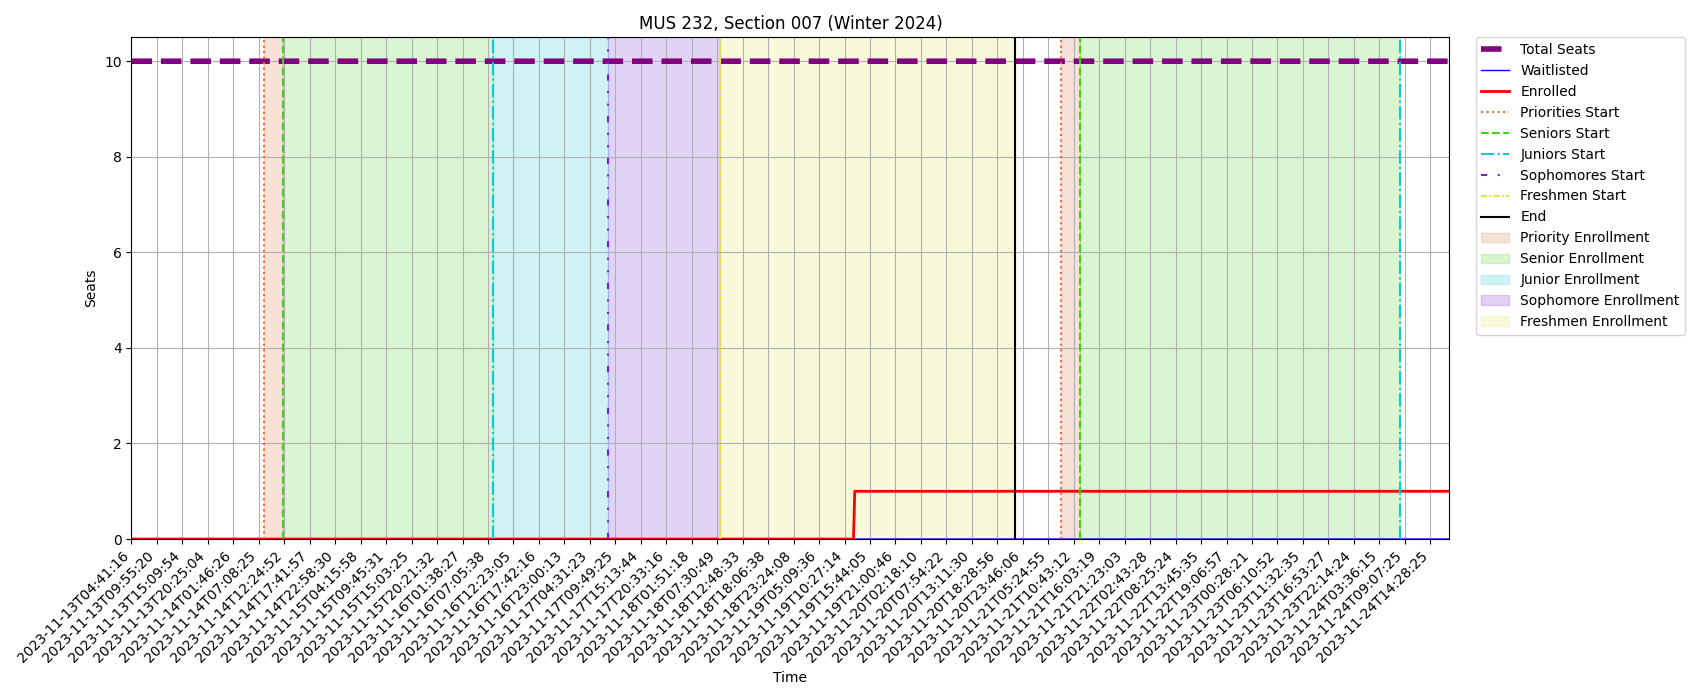 MUS 232, Section 007 (Winter 2024)
Seats
10
8
6
4
2
0
2023-11-13T04:41:16
2023-11-13T09:55:20
2023-11-13T15:09:54
2023-11-13T20:25:04
2023-11-14T01:46:26
2023-11-14T07:08:25
2023-11-14T12:24:52
2023-11-14T17:41:57
2023-11-14T22:58:30
2023-11-15T04:15:58
2023-11-15T09:45:31
2023-11-15T15:03:25
2023-11-15T20:21:32
2023-11-16T01:38:27
2023-11-16T07:05:38
2023-11-16T12:23:05
2023-11-16T17:42:16
2023-11-16T23:00:13
2023-11-17T04:31:23
2023-11-17T09:49:25
2023-11-17T15:13:44
2023-11-17T20:33:16
2023-11-18T01:51:18
2023-11-18T07:30:49
2023-11-18T12:48:33
2023-11-18T18:06:38
2023-11-18T23:24:08
2023-11-19T05:09:36
2023-11-19T10:27:14
2023-11-19T15:44:05
2023-11-19T21:00:46
2023-11-20T02:18:10
2023-11-20T07:54:22
2023-11-20T13:11:30
2023-11-20T18:28:56
2023-11-20T23:46:06
2023-11-21T05:24:55
2023-11-21T10:43:12
2023-11-21T16:03:19
2023-11-21T21:23:03
2023-11-22T02:43:28
2023-11-22T08:25:24
2023-11-22T13:45:35
2023-11-22T19:06:57
2023-11-23T00:28:21
2023-11-23T06:10:52
2023-11-23T11:32:35
2023-11-23T16:53:27
2023-11-23T22:14:24
2023-11-24T03:36:15
2023-11-24T09:07:25
2023-11-24T14:28:25
Time
Total Seats
Waitlisted
Enrolled
Priorities Start
Seniors Start
Juniors Start
Sophomores Start
Freshmen Start
End
Priority Enrollment
Senior Enrollment
Junior Enrollment
Sophomore Enrollment
Freshmen Enrollment